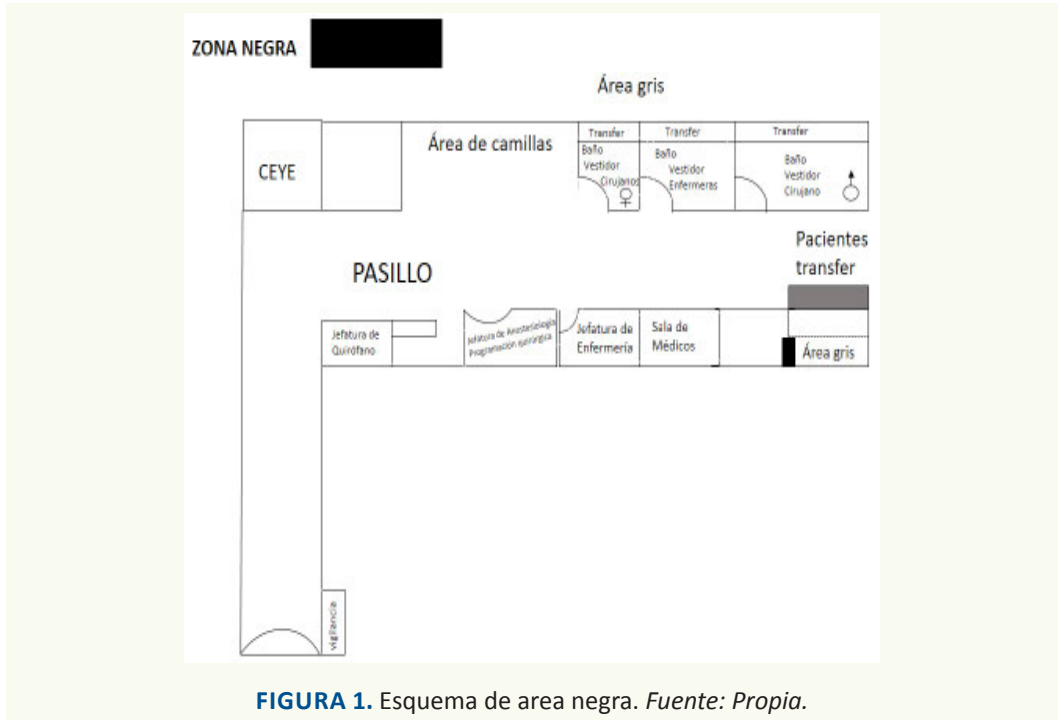 ZONA NEGRA
Área gris
CEYE
Área de camillas
Transfer
Baño
Vestidor
Cirujanos
Transfer
Baño
Vestidor
Enfermeras
Transfer
Baño
Vestidor
Cirujano
PASILLO
Pacientes
transfer
Jefatura de
Quirófano
Jefatura de Anestesiología
Programación quirúrgica
Jefatura de
Enfermería
Sala de
Médicos
Área gris
vigilancia
FIGURA 1. Esquema de area negra. Fuente: Propia.